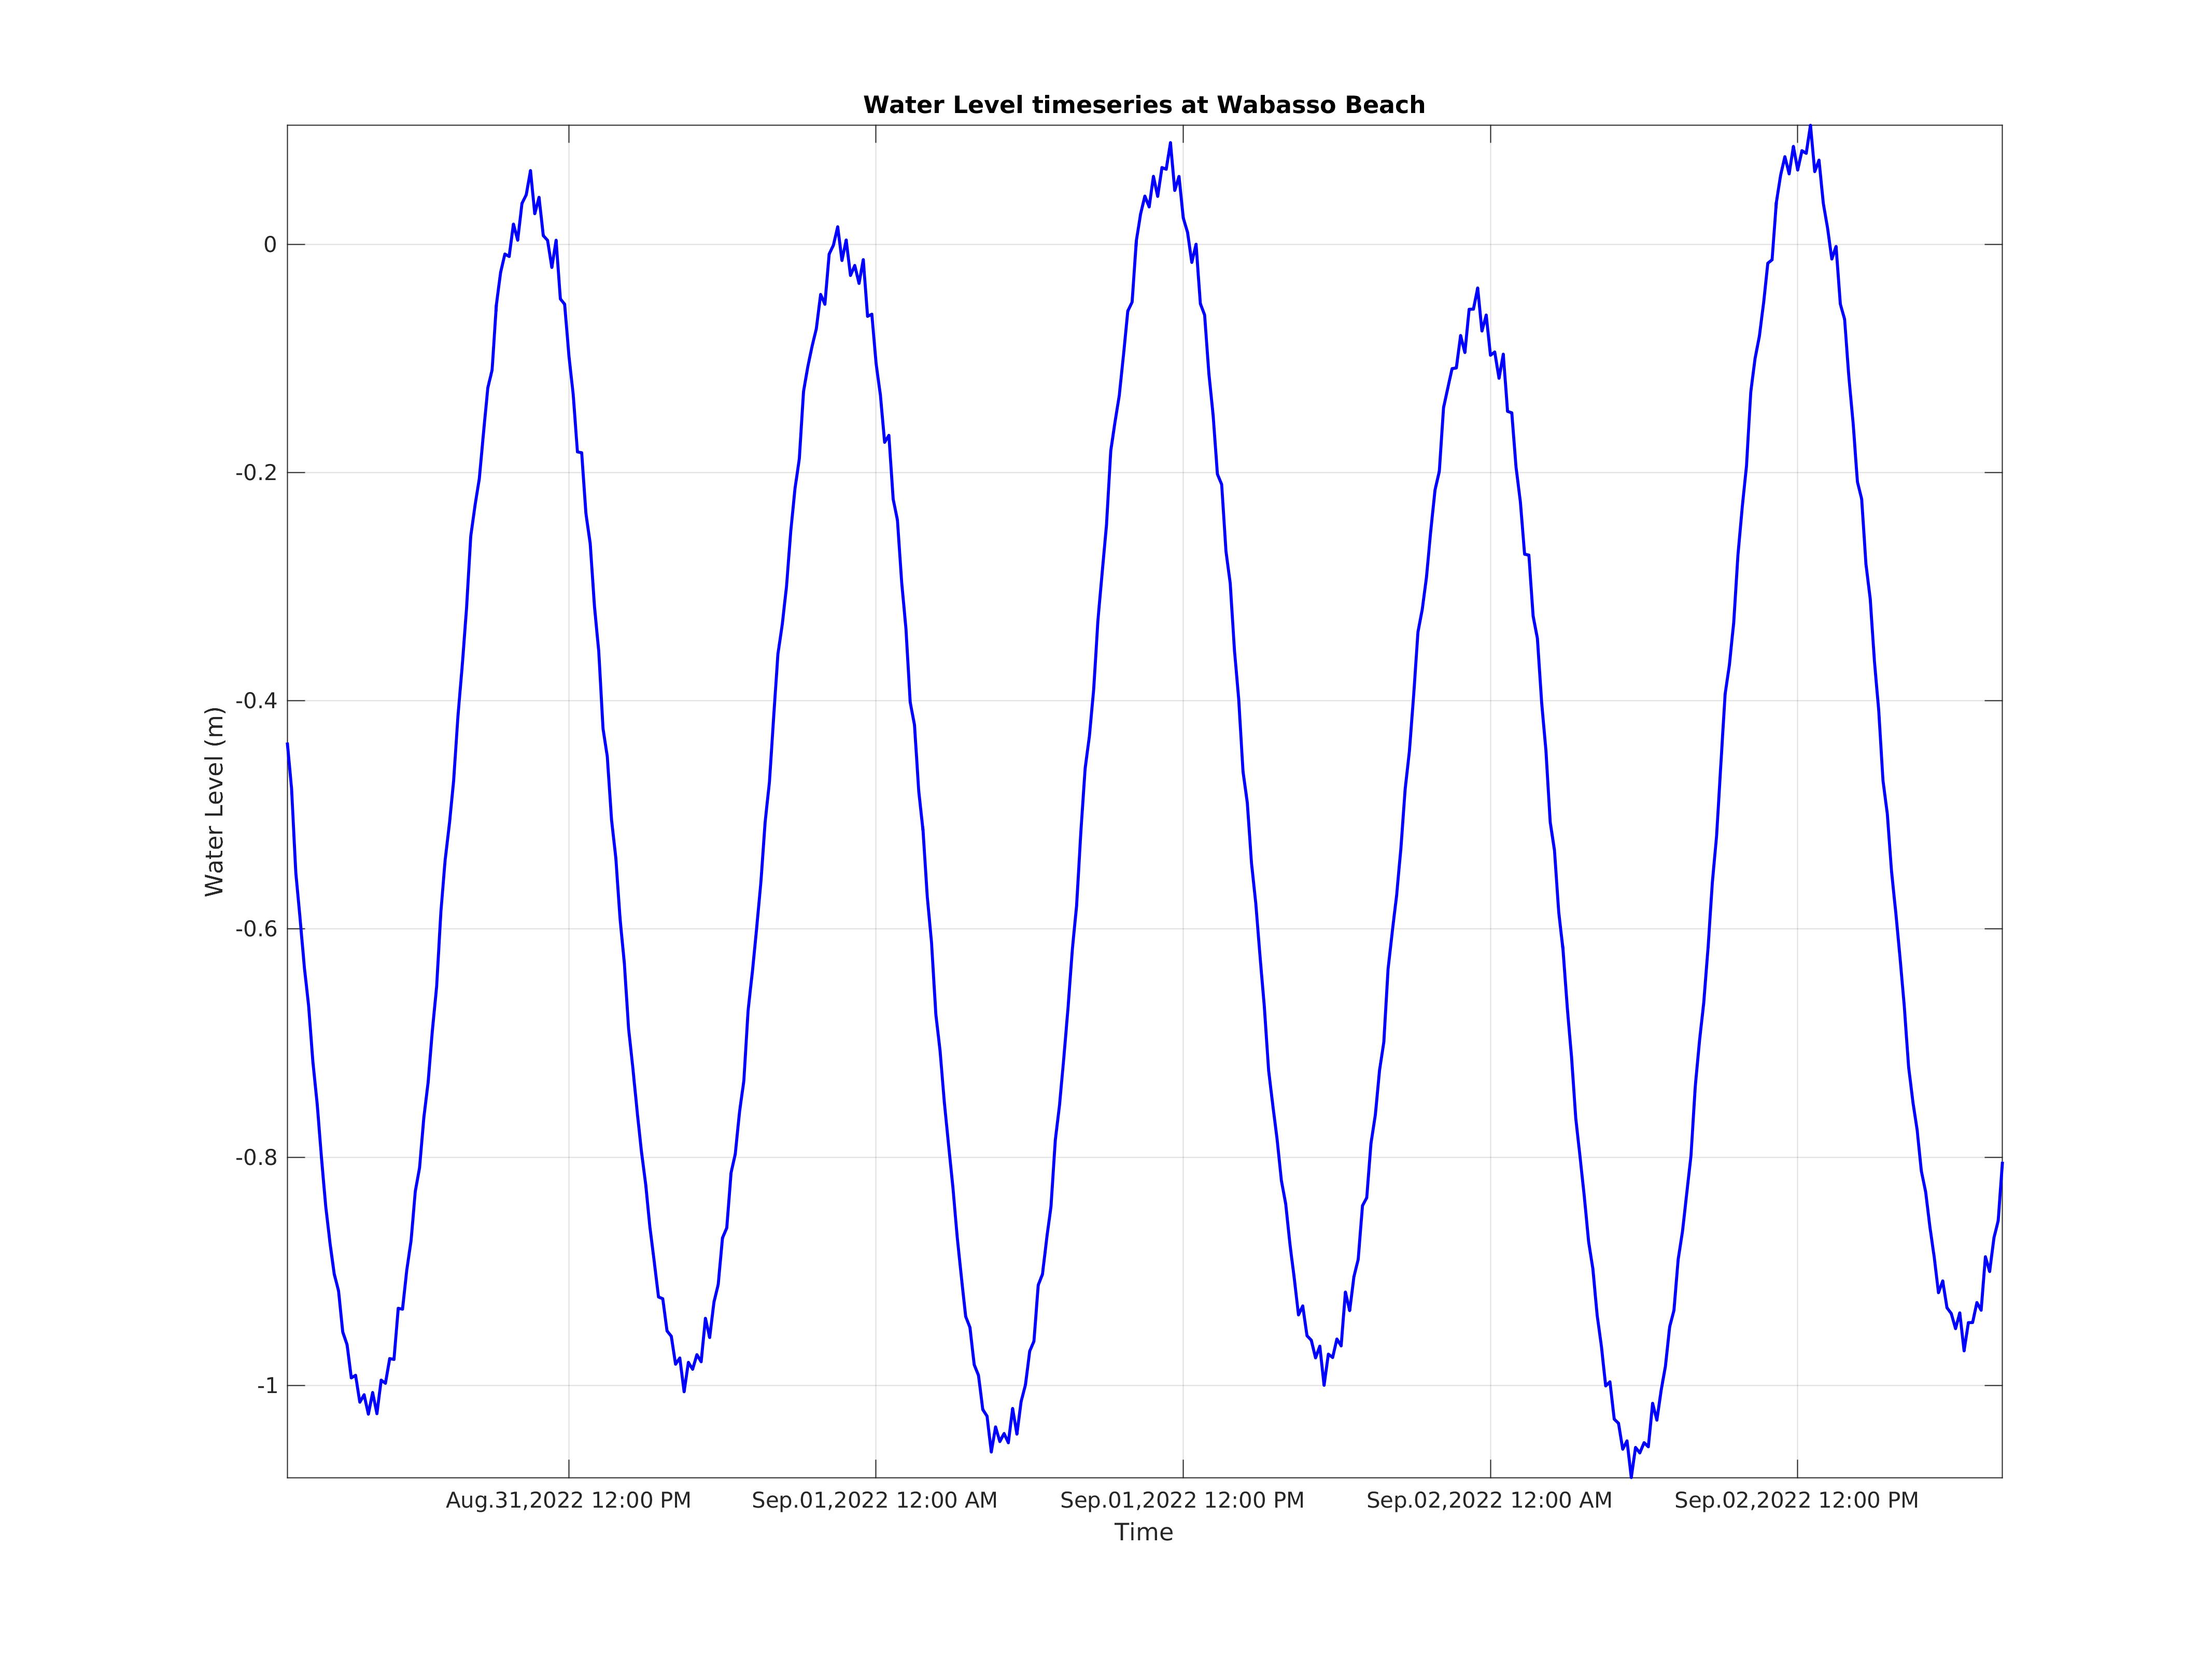 Water Level timeseries at Wabasso Beach
Water Level (m)
0
-0.2
-0.4
-0.6
-0.8
-1
Aug.31,2022 12:00 PM
Sep.01,2022 12:00 AM
Sep.01,2022 12:00 PM
Sep.02,2022 12:00 AM
Sep.02,2022 12:00 PM
Time